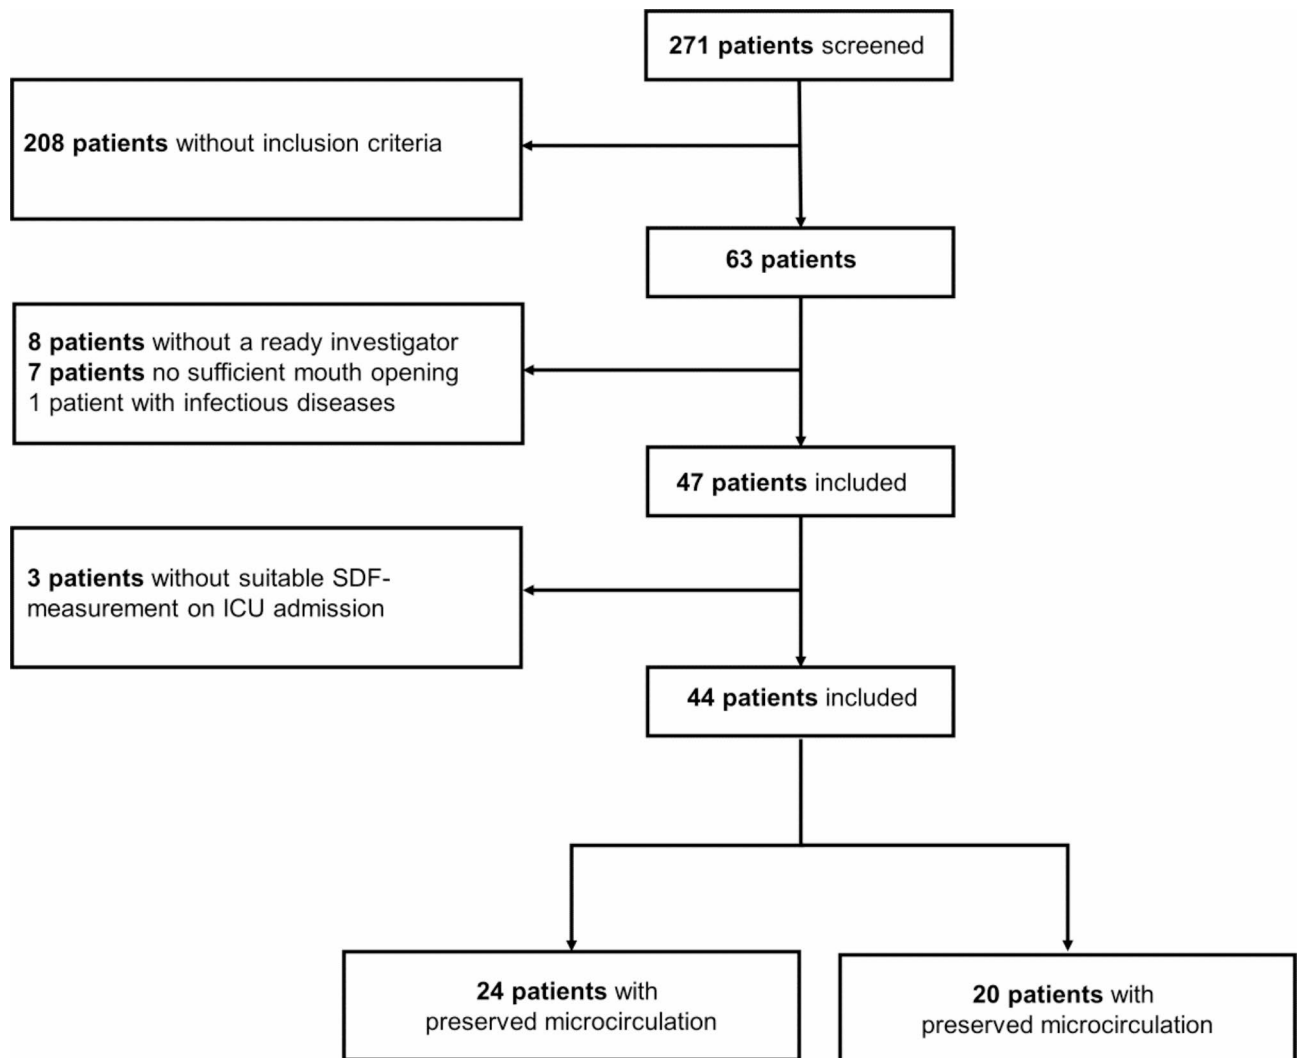 271 patients screened
208 patients without inclusion criteria
63 patients
8 patients without a ready investigator
7 patients no sufficient mouth opening
1 patient with infectious diseases
47 patients included
3 patients without suitable SDF-
measurement on ICU admission
44 patients included
24 patients with
preserved microcirculation
20 patients with
preserved microcirculation